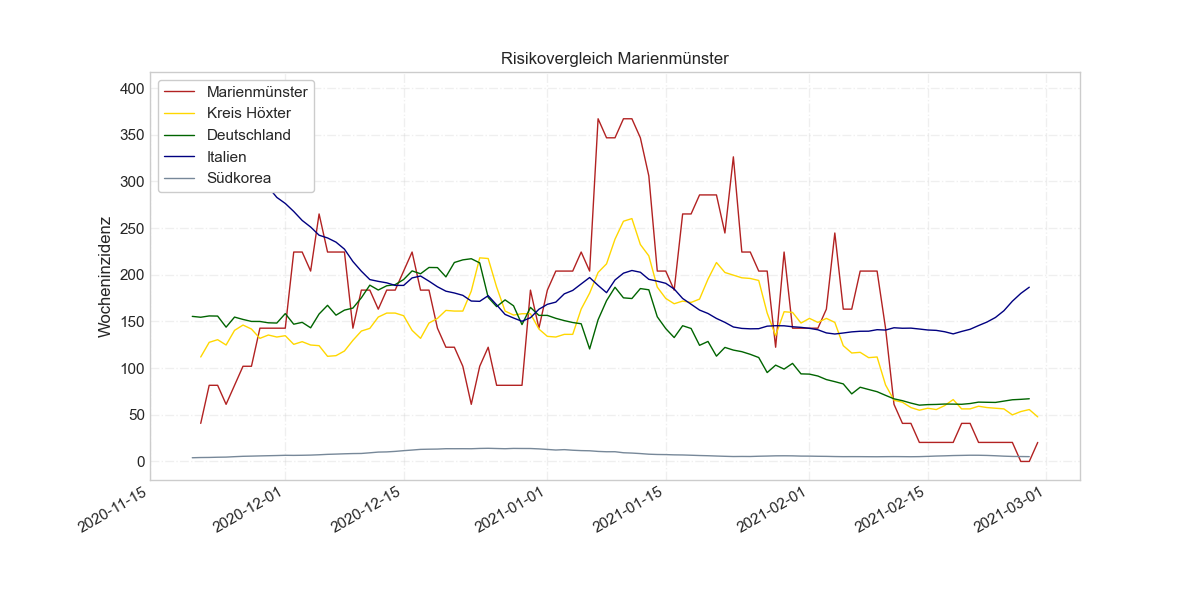 Risikovergleich Marienmünster
Wocheninzidenz
400
350
300
250
200
150
100
50
0
Marienmünster
Kreis Höxter
Deutschland
Italien
Südkorea
2020-11-15
2020-12-01
2020-12-15
2021-01-01
2021-01-15
2021-02-01
2021-02-15
2021-03-01